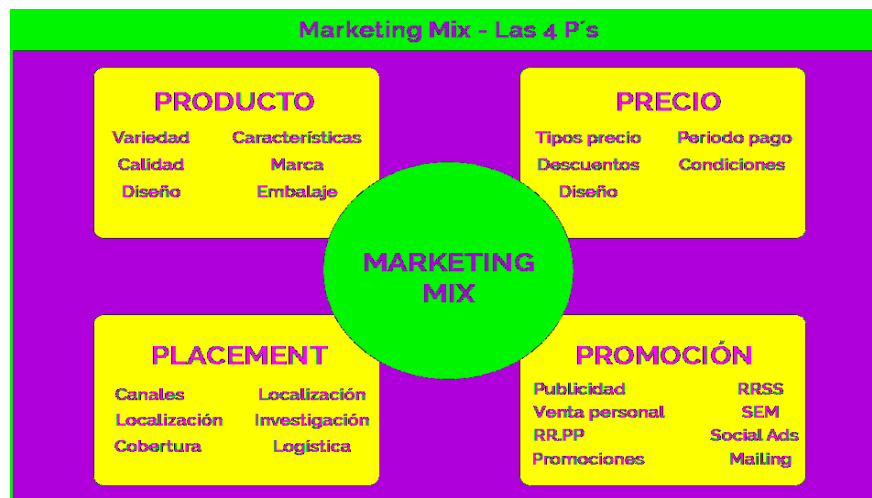 Marketing Mix - Las 4 P´s
PRODUCTO
Variedad Características
Calidad Marca
Diseño Embalaje
PRECIO
Tipos precio Periodo pago
Descuentos Condiciones
Diseño
MARKETING
MIX
PLACEMENT
Canales Localización
Localización Investigación
Cobertura Logística
PROMOCIÓN
Publicidad RRSS
Venta personal SEM
RR.PP Social Ads
Promociones Mailing